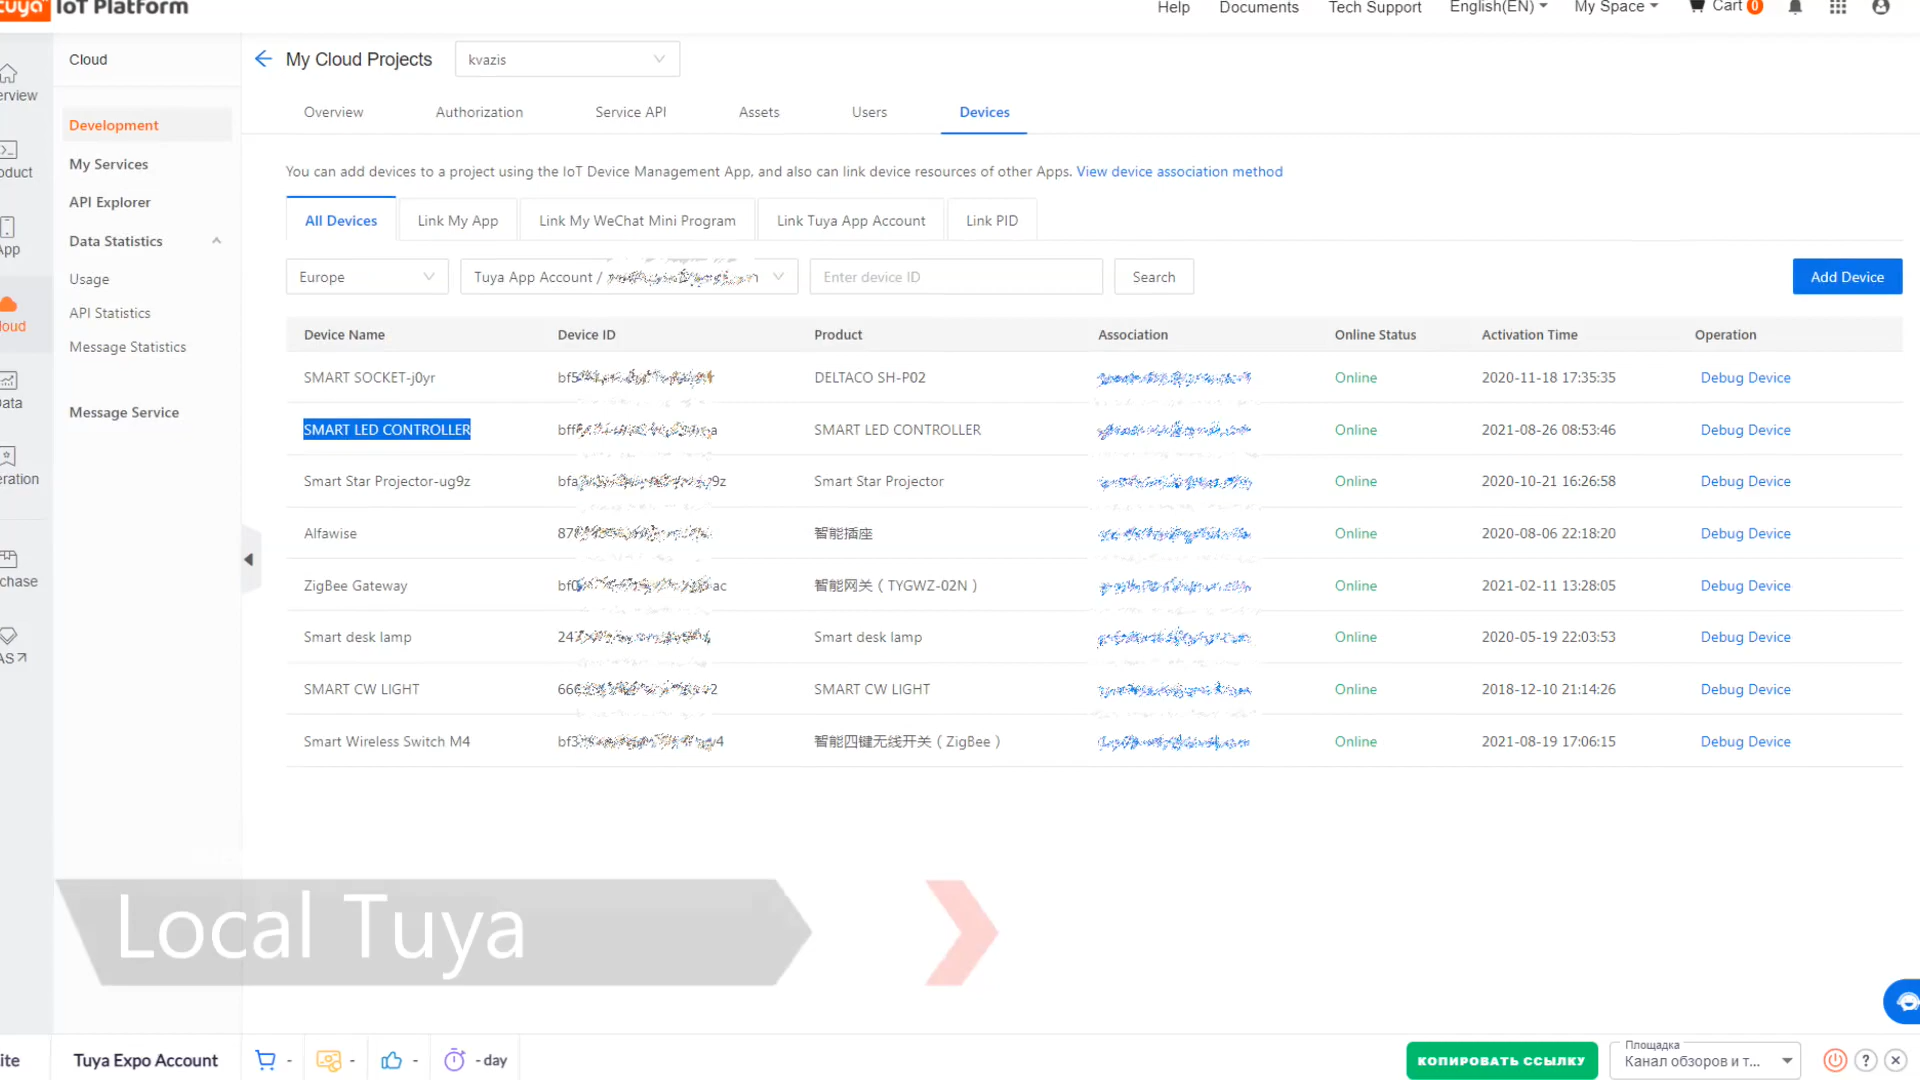 tuya IoT Platform
Help Documents Tech Support English(EN) My Space Cart 0
Cloud
My Cloud Projects kvazis
erview
Overview Authorization Service API Assets Users Devices
Development
oduct
My Services
You can add devices to a project using the IoT Device Management App, and also can link device resources of other Apps. View device association method
API Explorer
All Devices Link My App Link My WeChat Mini Program Link Tuya App Account Link PID
Data Statistics
App
Usage
Europe Tuya App Account / Enter device ID Search Add Device
API Statistics
loud
Message Statistics
Device Name Device ID Product Association Online Status Activation Time Operation
SMART SOCKET-j0yr bf5 DELTACO SH-P02 Online 2020-11-18 17:35:35 Debug Device
ata
Message Service
SMART LED CONTROLLER bff a SMART LED CONTROLLER Online 2021-08-26 08:53:46 Debug Device
eration
Smart Star Projector-ug9z bfa 9z Smart Star Projector Online 2020-10-21 16:26:58 Debug Device
Alfawise 87 智能插座 Online 2020-08-06 22:18:20 Debug Device
chase
ZigBee Gateway bf0 ac 智能网关（TYGWZ-02N） Online 2021-02-11 13:28:05 Debug Device
Smart desk lamp 247 Smart desk lamp Online 2020-05-19 22:03:53 Debug Device
AS
SMART CW LIGHT 666 v2 SMART CW LIGHT Online 2018-12-10 21:14:26 Debug Device
Smart Wireless Switch M4 bf3 4 智能四键无线开关（ZigBee） Online 2021-08-19 17:06:15 Debug Device
Local Tuya
ite Tuya Expo Account - - - - day
КОПИРОВАТЬ ССЫЛКУ
Площадка
Канал обзоров и т...